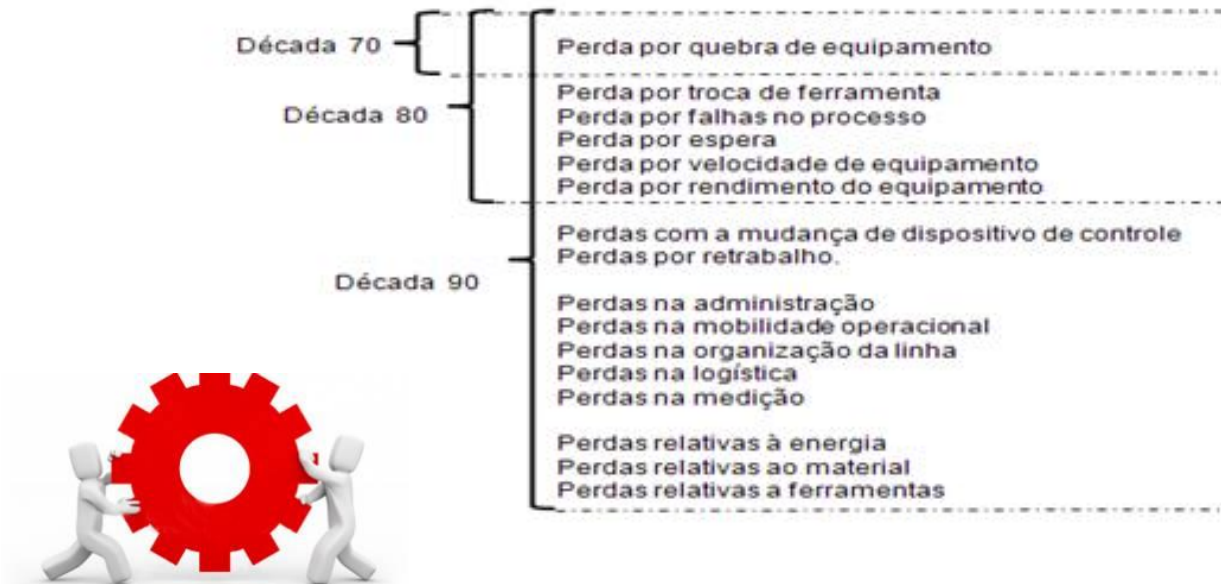 Década 70
Perda por quebra de equipamento
Década 80
Perda por troca de ferramenta
Perda por falhas no processo
Perda por espera
Perda por velocidade de equipamento
Perda por rendimento do equipamento
Década 90
Perdas com a mudança de dispositivo de controle
Perdas por retrabalho.
Perdas na administração
Perdas na mobilidade operacional
Perdas na organização da linha
Perdas na logística
Perdas na medição
Perdas relativas à energia
Perdas relativas ao material
Perdas relativas a ferramentas